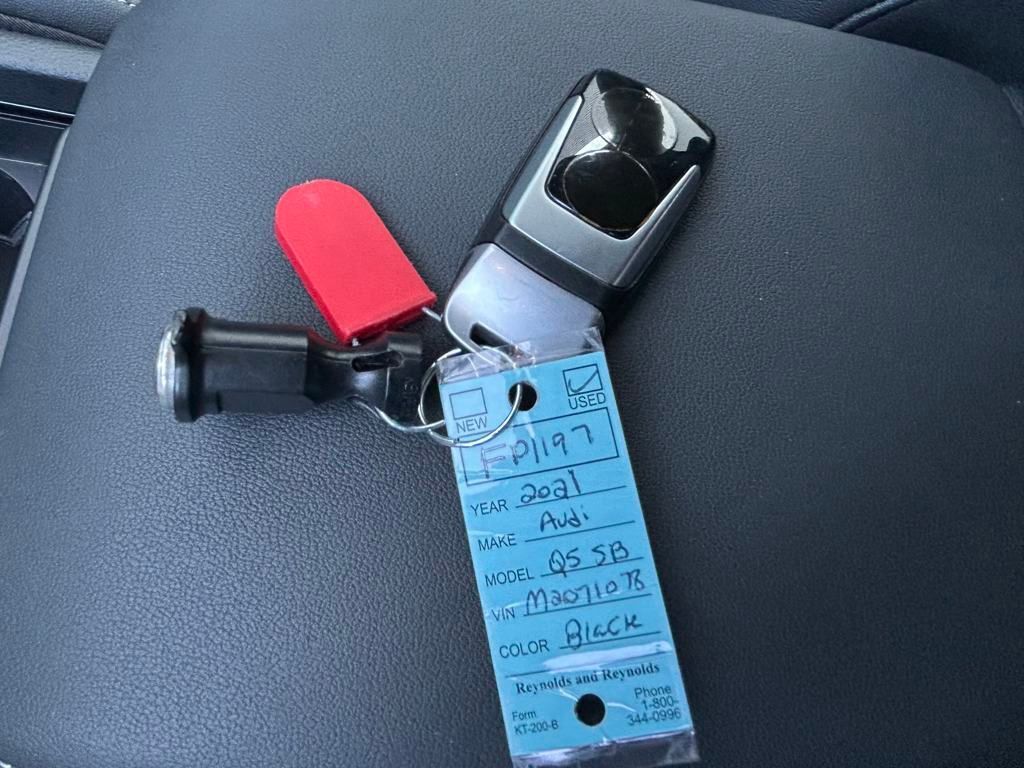 NEW USED
FP1197
YEAR 2021
MAKE Audi
MODEL Q5 SB
VIN M2071078
COLOR Black
Reynolds and Reynolds
Form
KT-200-B
Phone
1-800-
344-0996